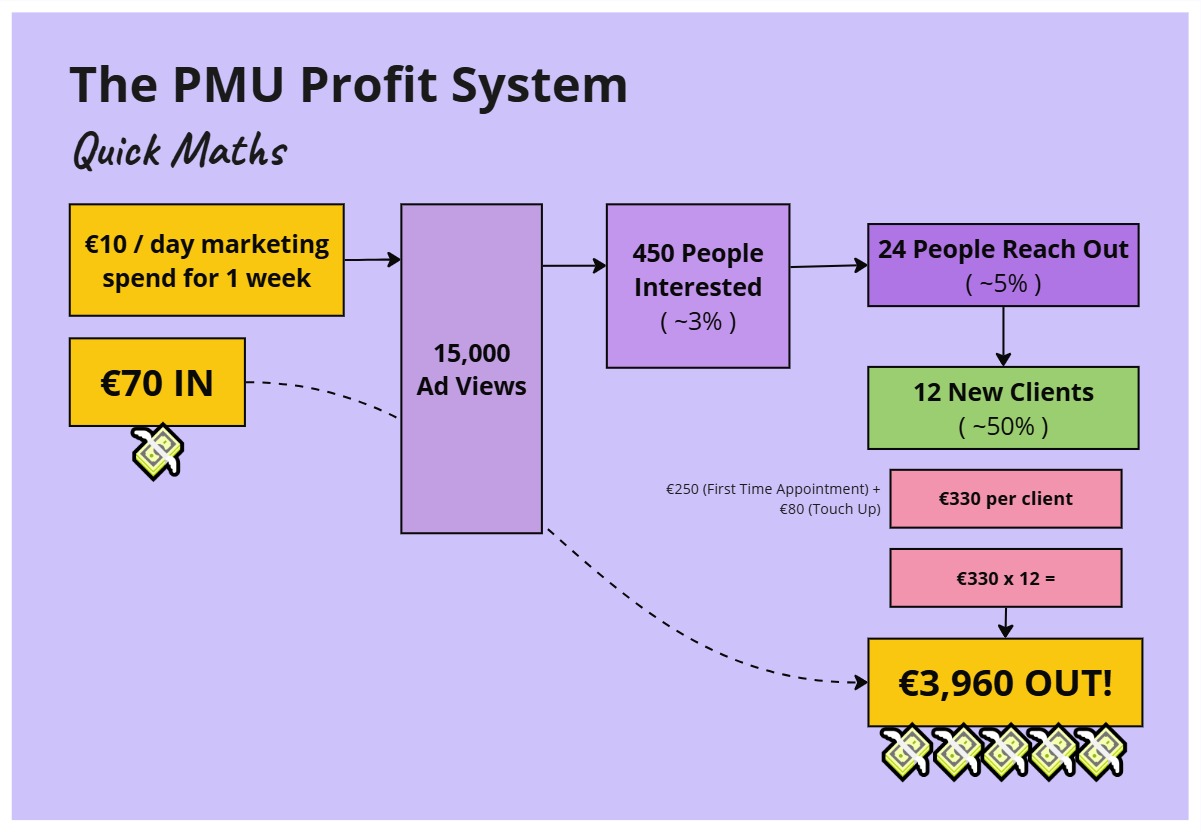 The PMU Profit System
Quick Maths
€10 / day marketing
spend for 1 week
€70 IN
15,000
Ad Views
450 People
Interested
( ~3% )
24 People Reach Out
( ~5% )
12 New Clients
( ~50% )
€250 (First Time Appointment) +
€80 (Touch Up)
€330 per client
€330 x 12 =
€3,960 OUT!